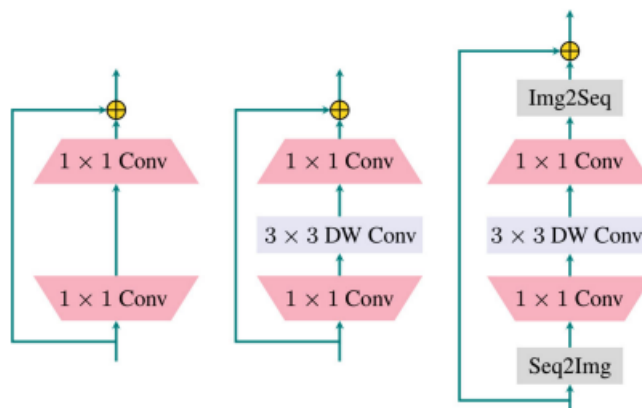 1 × 1 Conv
1 × 1 Conv
1 × 1 Conv
3 × 3 DW Conv
1 × 1 Conv
Img2Seq
1 × 1 Conv
3 × 3 DW Conv
1 × 1 Conv
Seq2Img